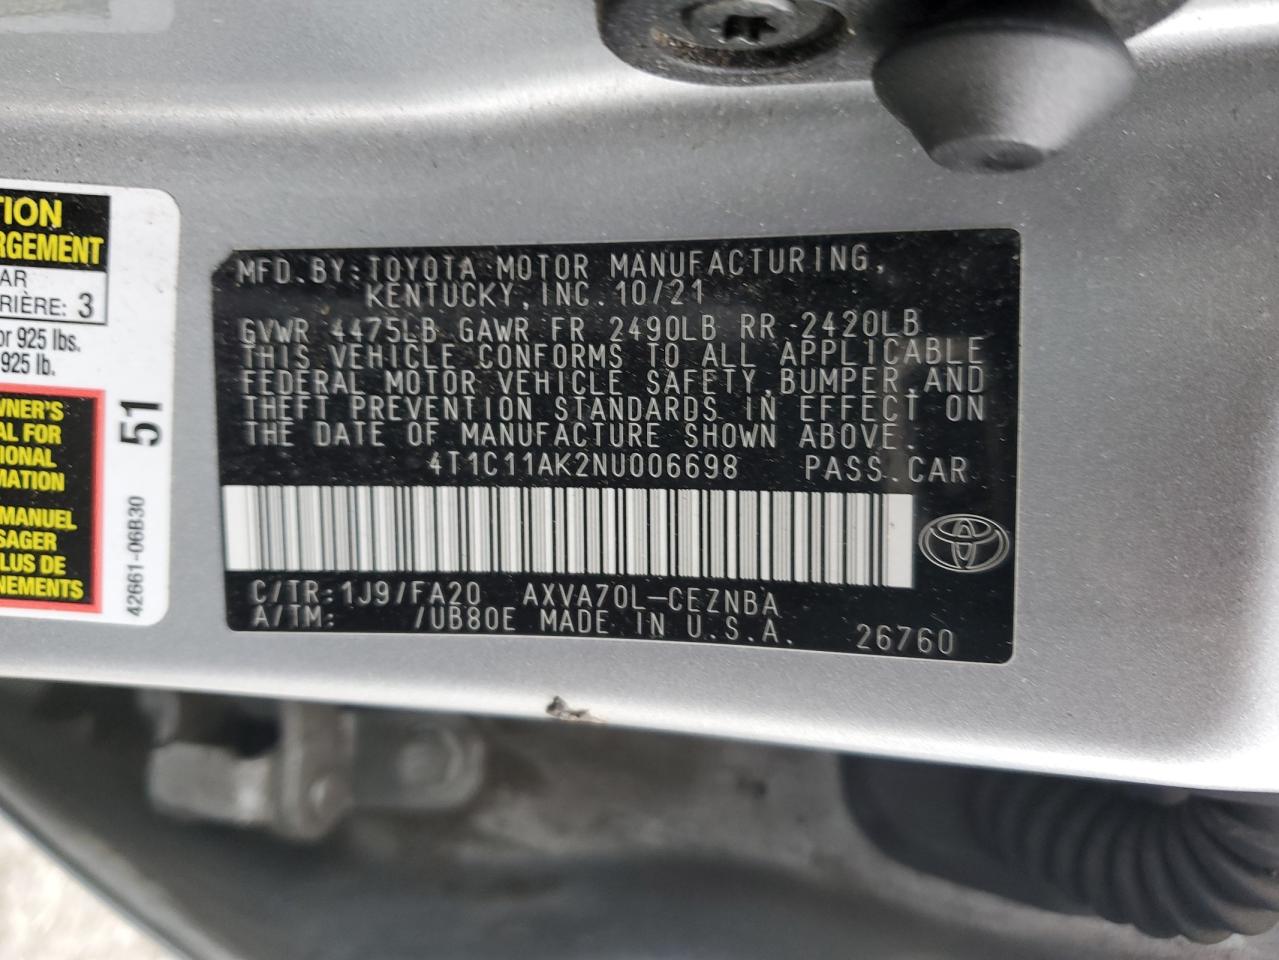 TION
RGEMENT
AR
RIÈRE: 3
or 925 lbs.
925 lb.
WNER'S
AL FOR
IONAL
MATION
MANUEL
SAGER
LUS DE
NEMENTS
51
42661-06B30
MFD. BY: TOYOTA MOTOR MANUFACTURING,
KENTUCKY, INC. 10/21
GVWR 4475LB GAWR FR 2490LB RR 2420LB
THIS VEHICLE CONFORMS TO ALL APPLICABLE
FEDERAL MOTOR VEHICLE SAFETY, BUMPER, AND
THEFT PREVENTION STANDARDS IN EFFECT ON
THE DATE OF MANUFACTURE SHOWN ABOVE.
4T1C11AK2NU006698 PASS. CAR
C/TR: 1J9/FA20 AXVA70L-CEZNBA
A/TM: /UB80E MADE IN U.S.A. 26760